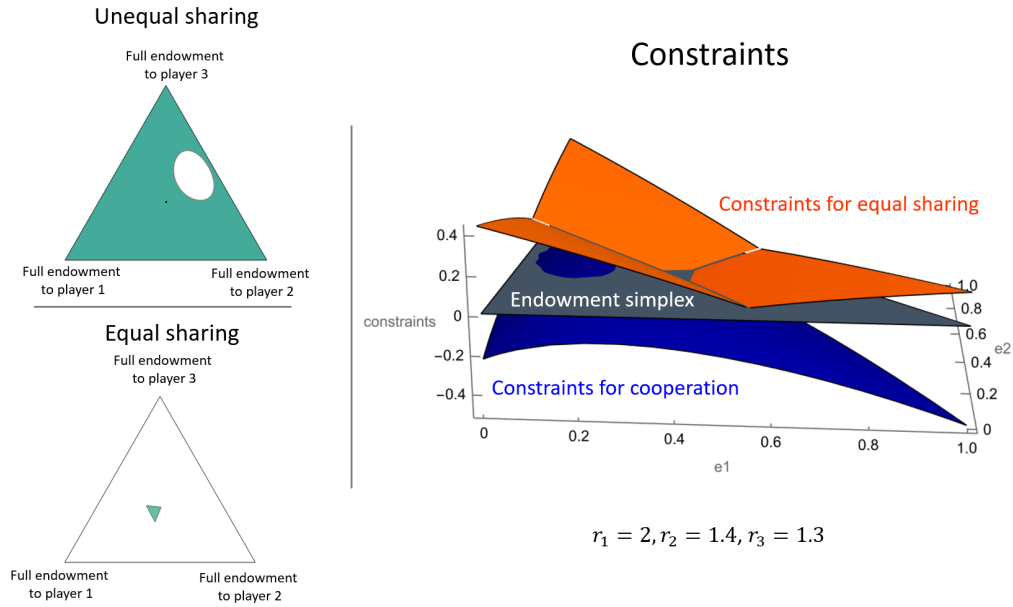 Unequal sharing
Full endowment
to player 3
Full endowment
to player 1
Full endowment
to player 2
Equal sharing
Full endowment
to player 3
Full endowment
to player 1
Full endowment
to player 2
Constraints
Constraints for equal sharing
Endowment simplex
Constraints for cooperation
constraints
0.4
0.2
0
−0.2
−0.4
0
0.2
0.4
0.6
0.8
1.0
e1
1.0
0.8
0.6
0.4
0.2
0
e2
r₁ = 2, r₂ = 1.4, r₃ = 1.3